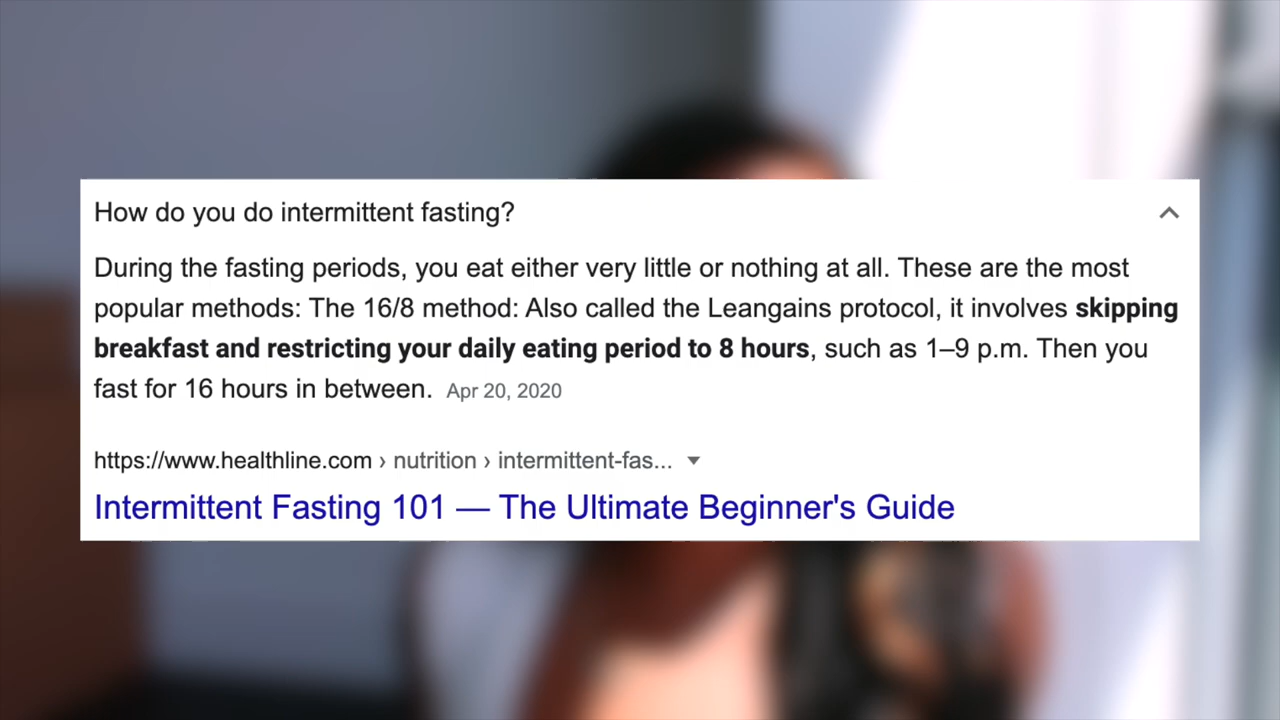 How do you do intermittent fasting?
During the fasting periods, you eat either very little or nothing at all. These are the most
popular methods: The 16/8 method: Also called the Leangains protocol, it involves skipping
breakfast and restricting your daily eating period to 8 hours, such as 1–9 p.m. Then you
fast for 16 hours in between. Apr 20, 2020
https://www.healthline.com › nutrition › intermittent-fas...
Intermittent Fasting 101 — The Ultimate Beginner's Guide